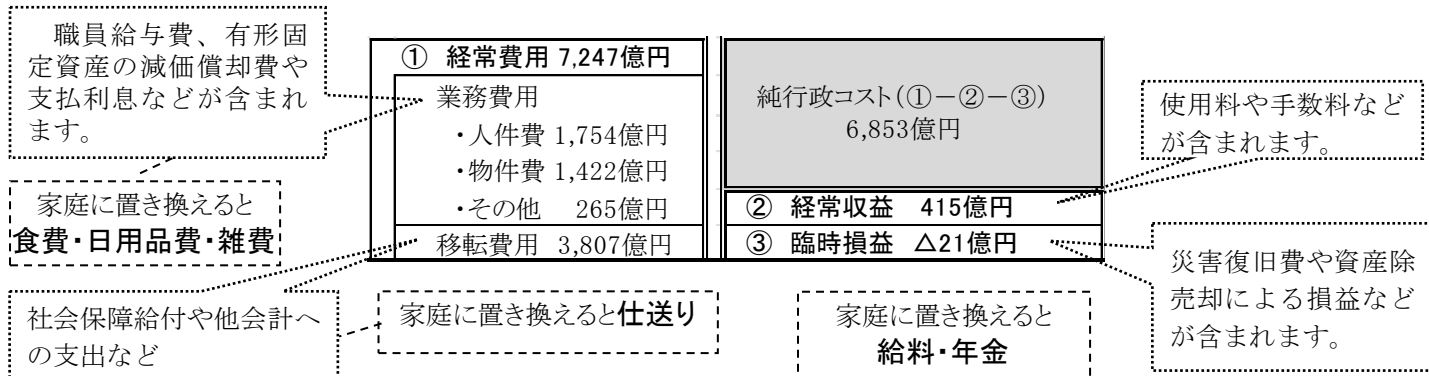 職員給与費、有形固
定資産の減価償却費や
支払利息などが含まれ
ます。
家庭に置き換えると
食費・日用品費・雑費
社会保障給付や他会計へ
の支出など
① 経常費用 7,247億円
業務費用
・人件費 1,754億円
・物件費 1,422億円
・その他 265億円
移転費用 3,807億円
家庭に置き換えると仕送り
純行政コスト(①-②-③)
6,853億円
② 経常収益 415億円
③ 臨時損益 △21億円
家庭に置き換えると
給料・年金
使用料や手数料など
が含まれます。
災害復旧費や資産除
売却による損益など
が含まれます。